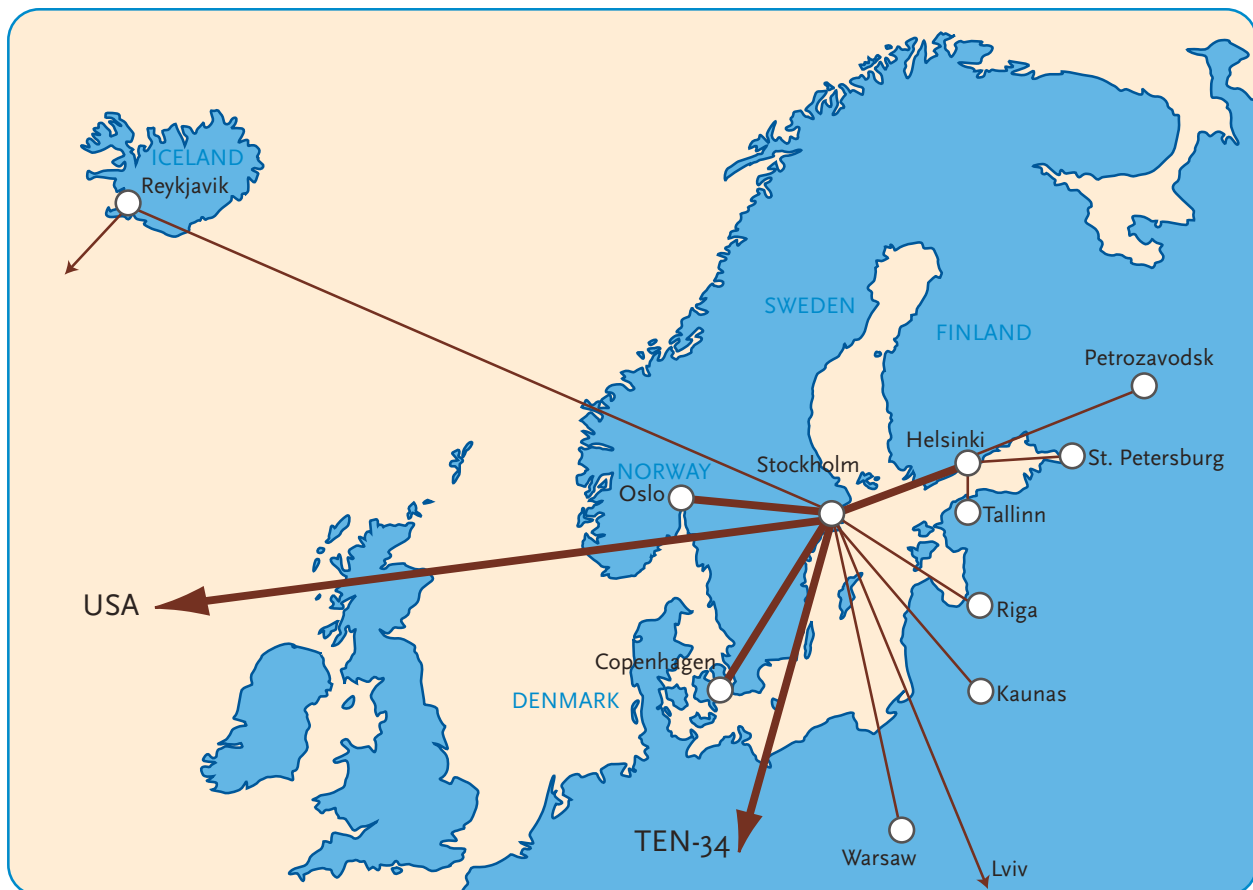 ICELAND
Reykjavik
SWEDEN
FINLAND
Petrozavodsk
Helsinki
St. Petersburg
Stockholm
NORWAY
Oslo
Tallinn
USA
Riga
Copenhagen
DENMARK
Kaunas
TEN-34
Warsaw
Lviv